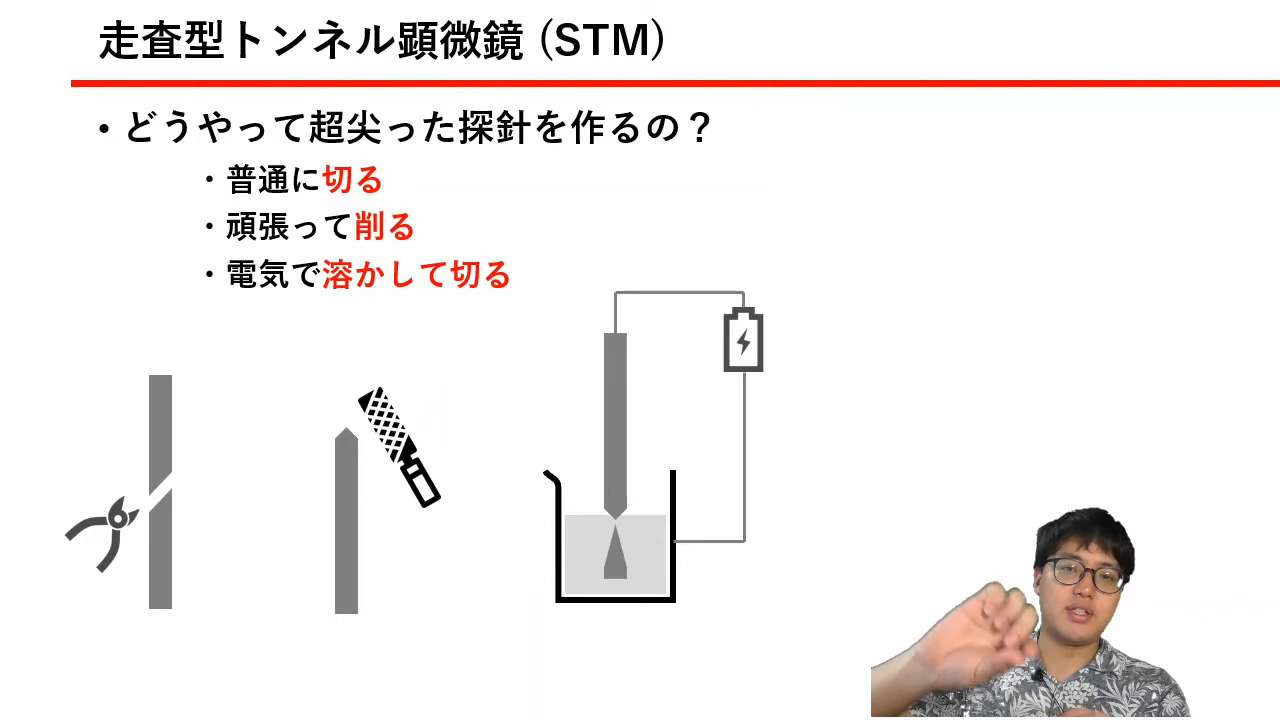 走査型トンネル顕微鏡 (STM)
• どうやって超尖った探針を作るの？
・普通に切る
・頑張って削る
・電気で溶かして切る